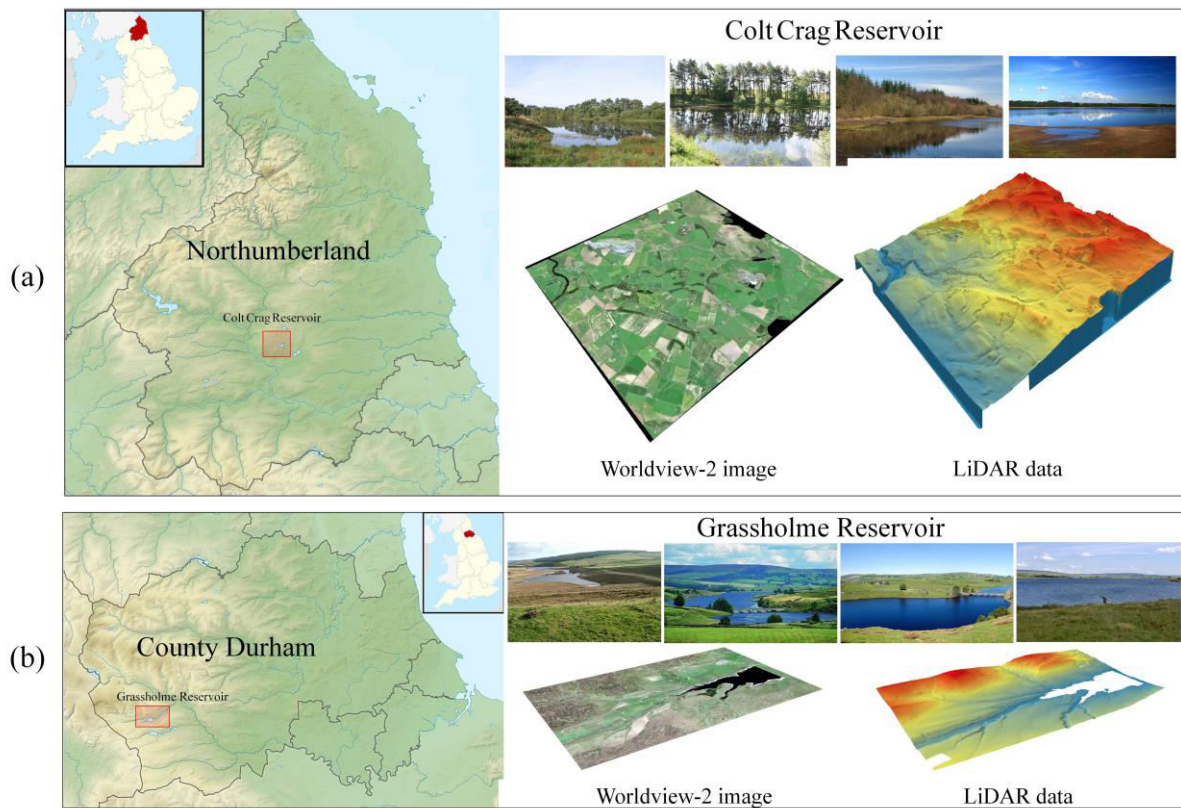 (a)
Northumberland
Colt Crag Reservoir
Colt Crag Reservoir
Worldview-2 image
LiDAR data
(b)
County Durham
Grassholme Reservoir
Grassholme Reservoir
Worldview-2 image
LiDAR data